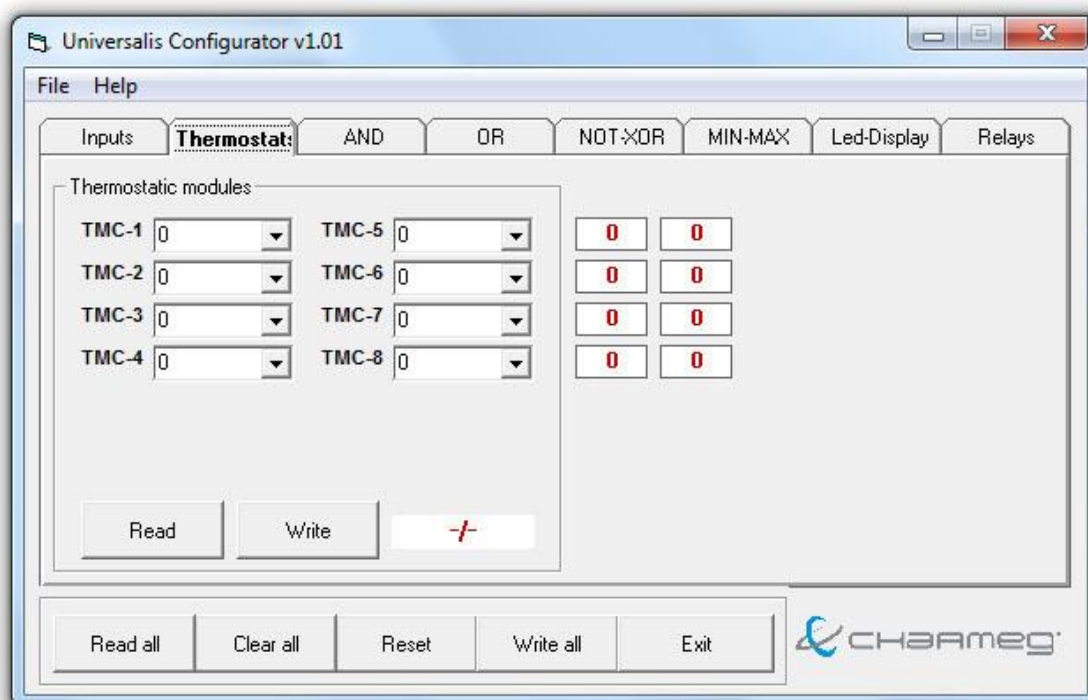 Universalis Configurator v1.01
File Help
Inputs Thermostats AND OR NOT-XOR MIN-MAX Led-Display Relays
Thermostatic modules
TMC-1 0 TMC-5 0 0 0
TMC-2 0 TMC-6 0 0 0
TMC-3 0 TMC-7 0 0 0
TMC-4 0 TMC-8 0 0 0
Read Write -/-
Read all Clear all Reset Write all Exit CHARMEG